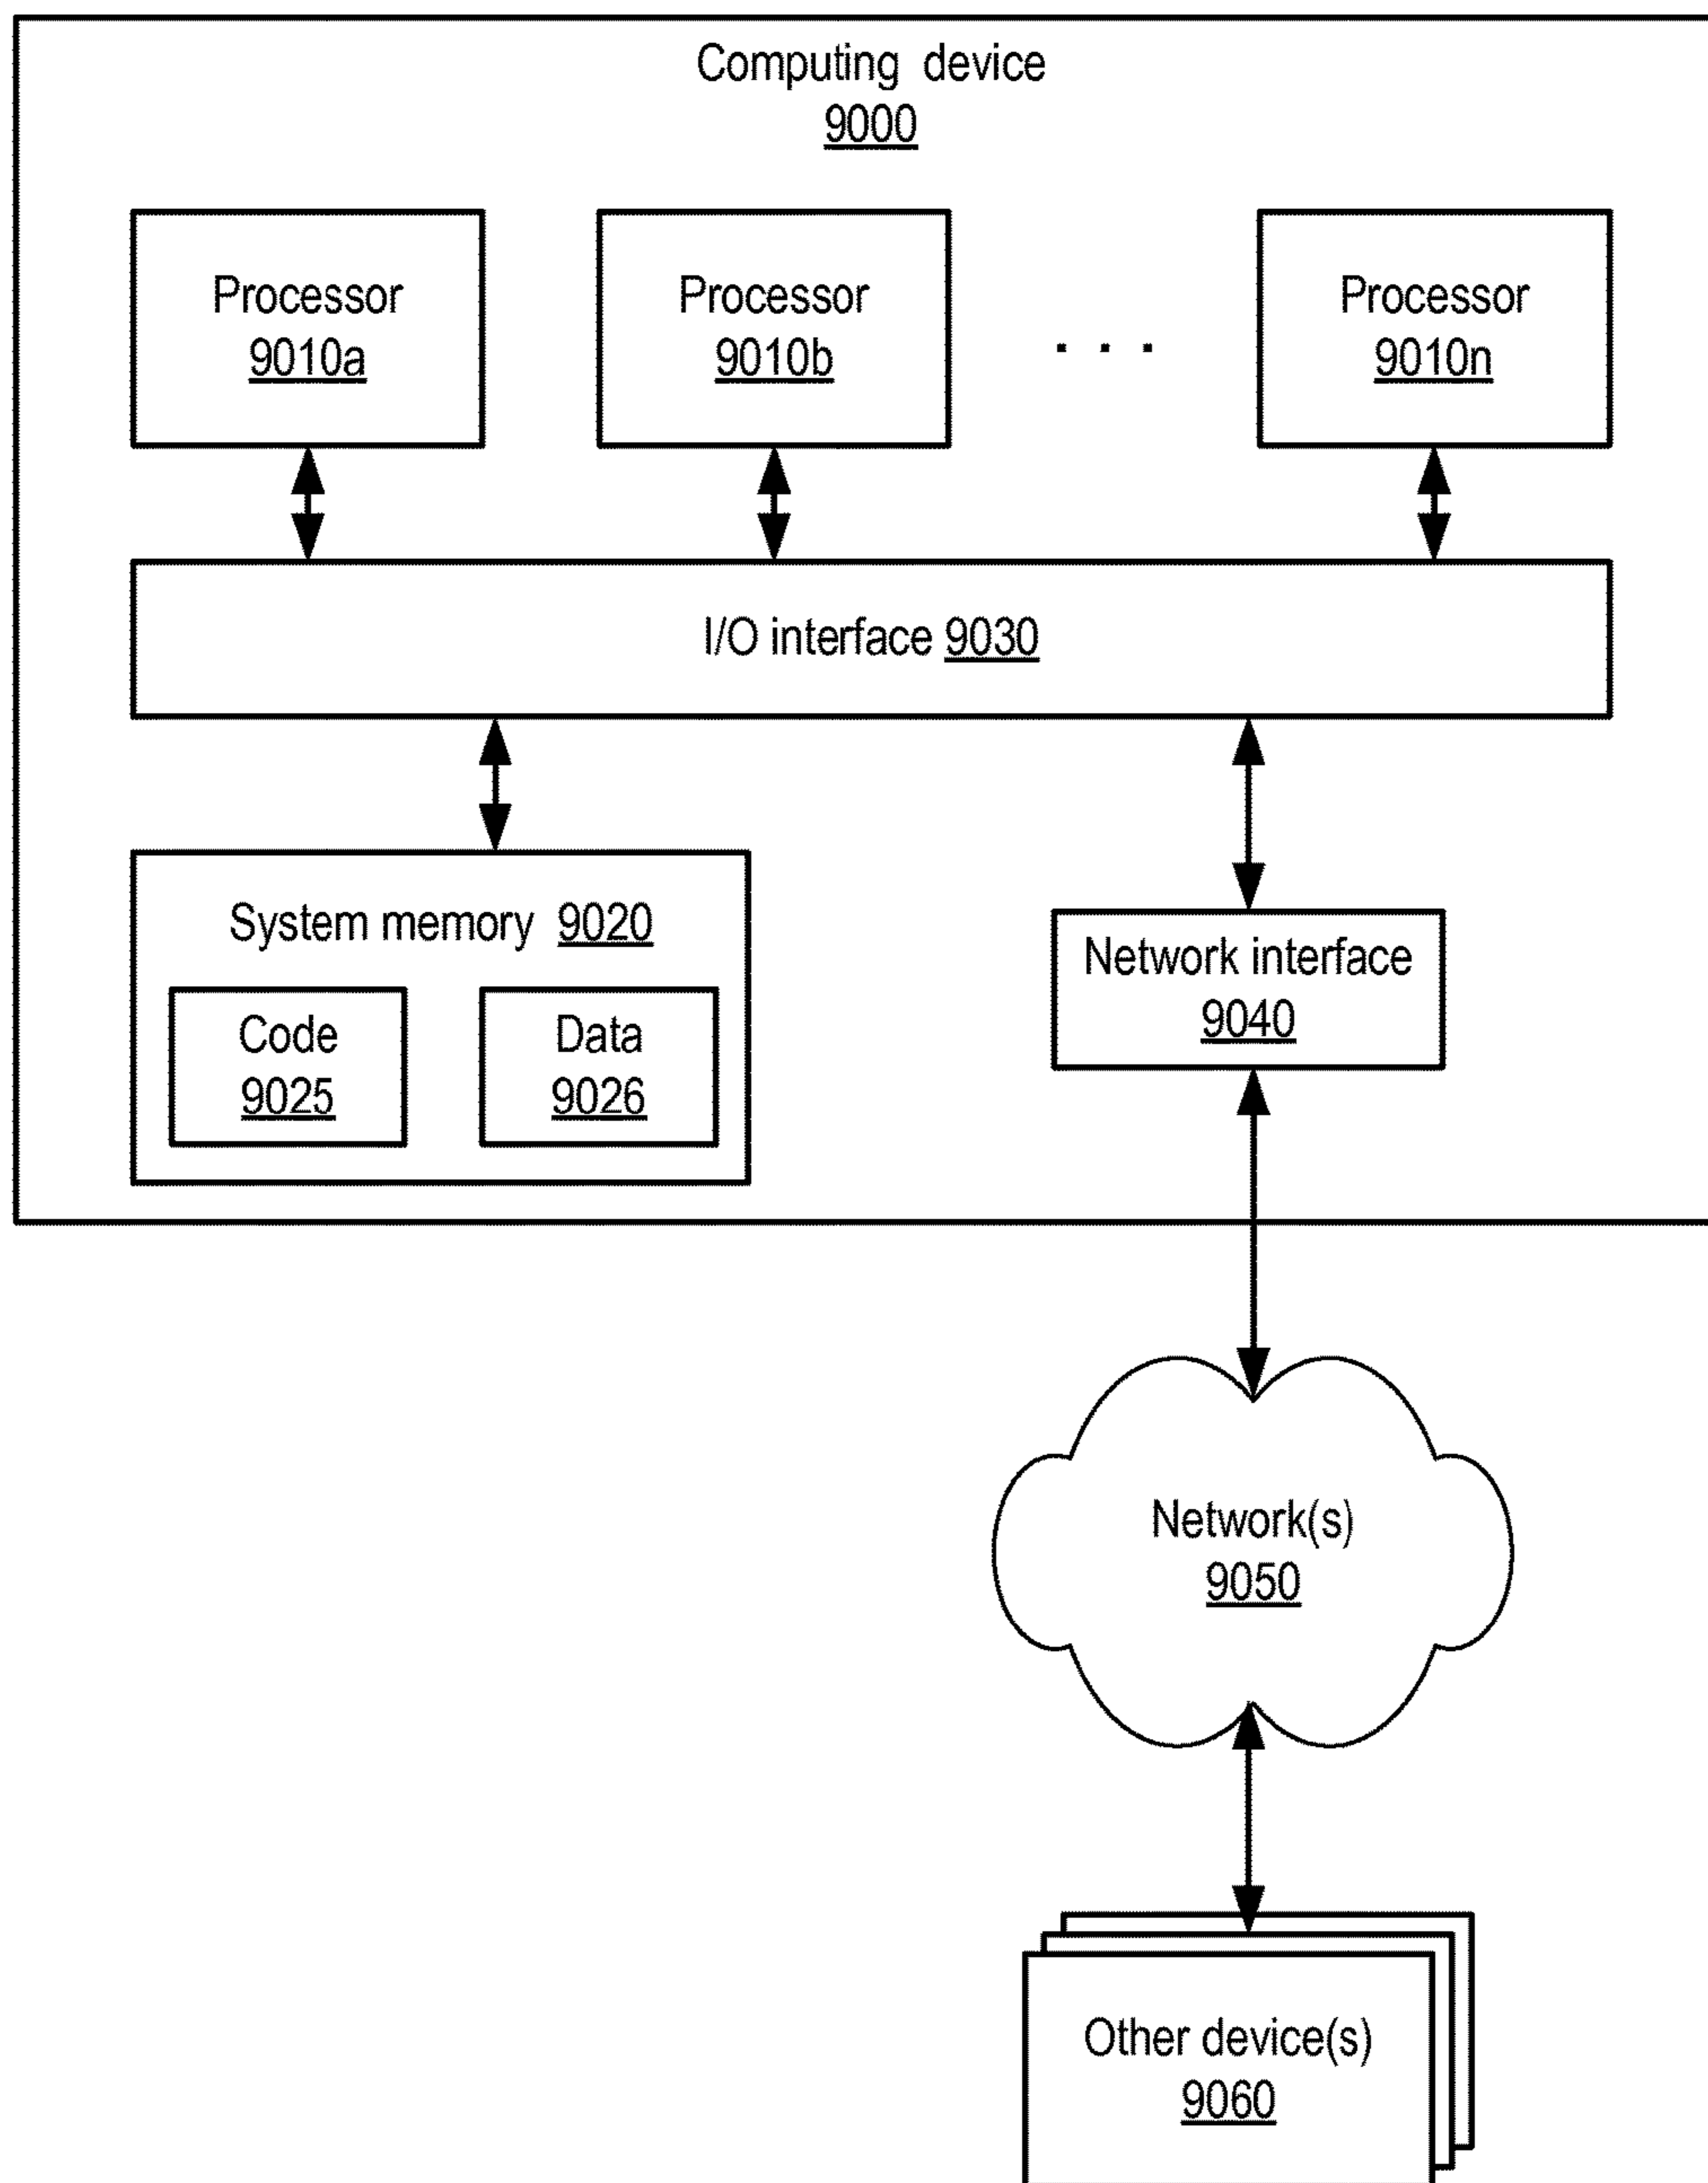 Computing device
9000
Processor
9010a
Processor
9010b
. . .
Processor
9010n
I/O interface 9030
System memory 9020
Code
9025
Data
9026
Network interface
9040
Network(s)
9050
Other device(s)
9060